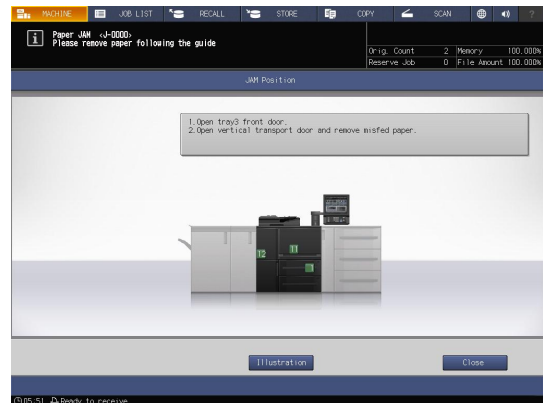 MACHINE JOB LIST RECALL STORE COPY SCAN ?
i Paper JAM <J-0000>
Please remove paper following the guide
Orig. Count 2 Memory 100.000%
Reserve Job 0 File Amount 100.000%
JAM Position
1.Open tray3 front door.
2.Open vertical transport door and remove misfed paper.
11
12
Illustration Close
05:51 Ready to receive